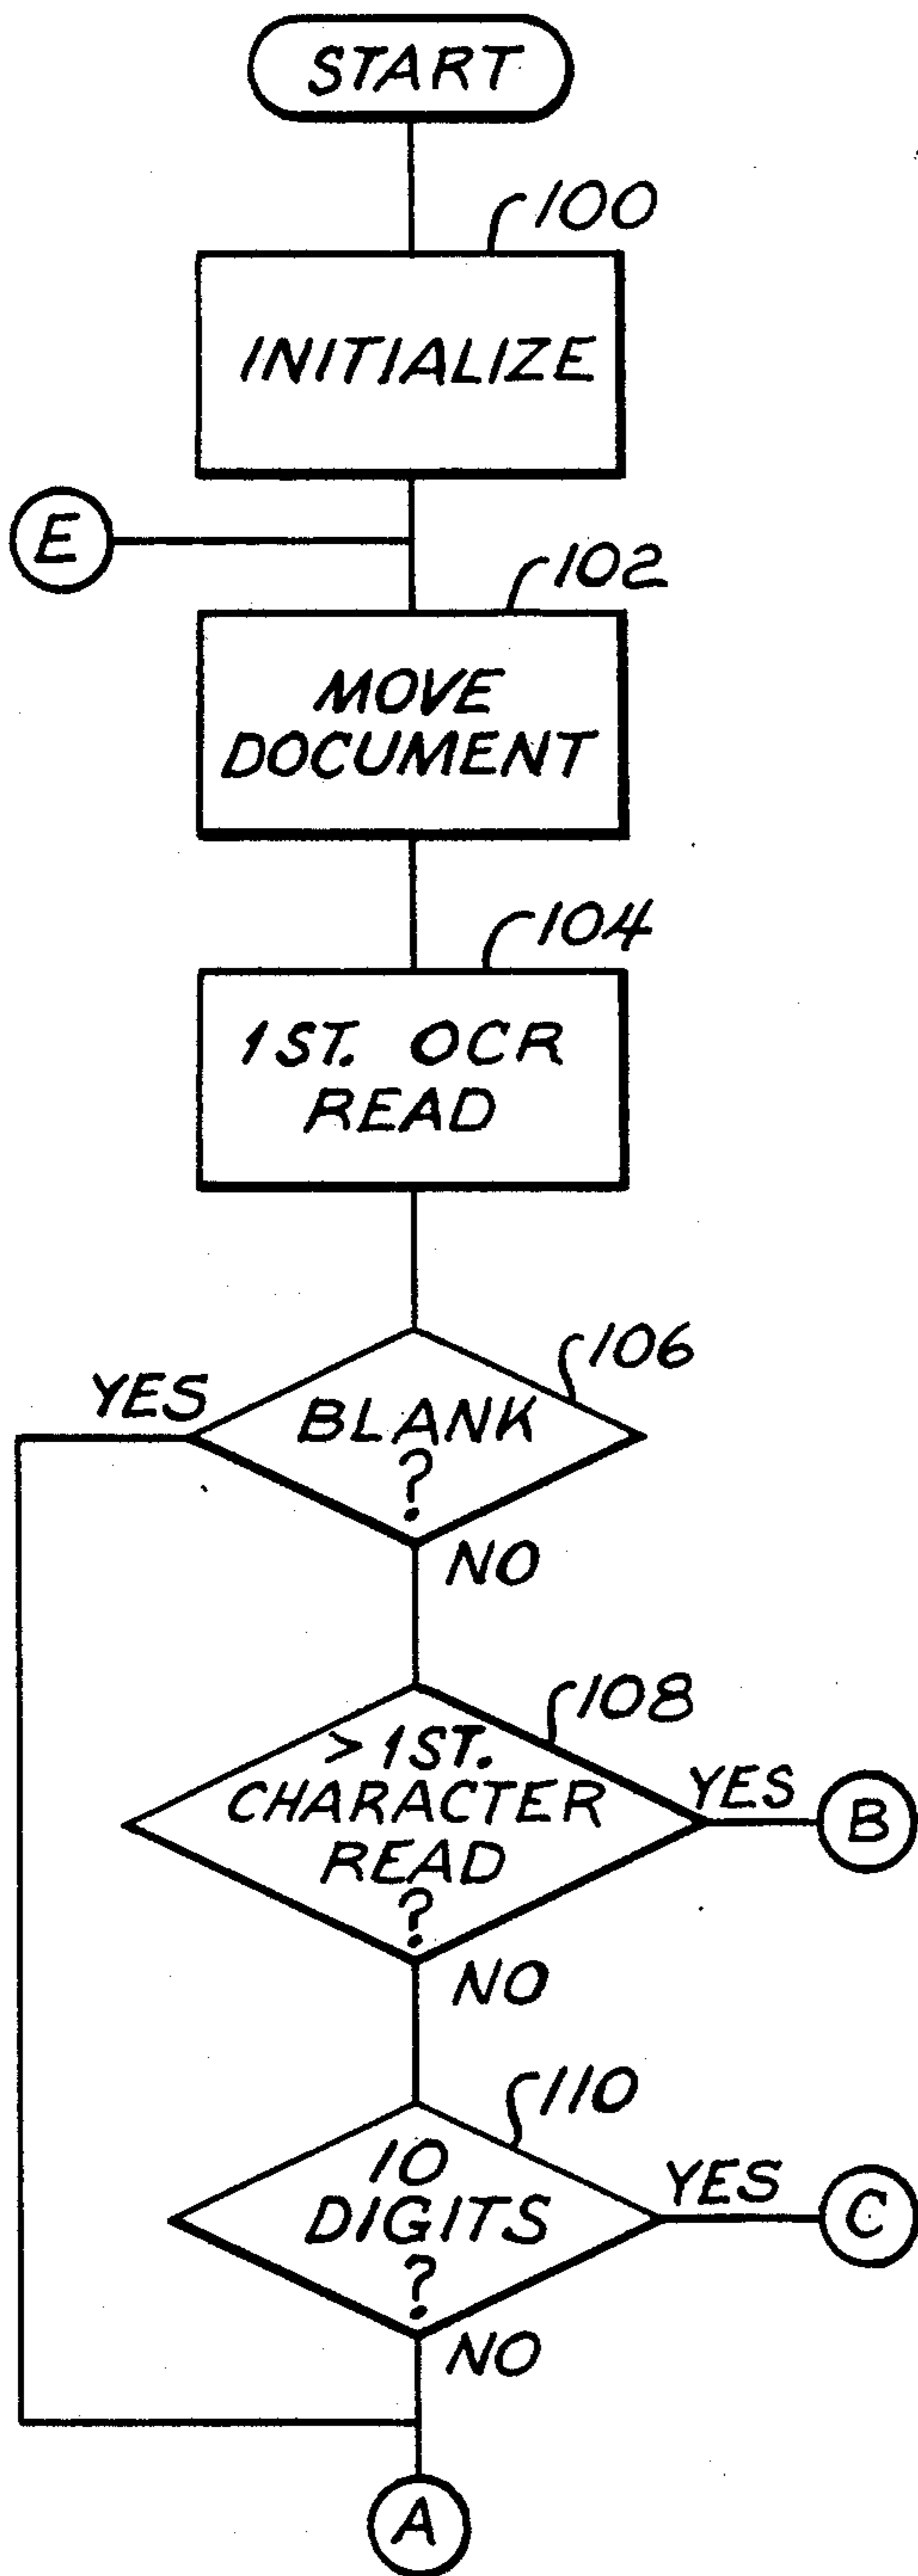 START
100
INITIALIZE
E
102
MOVE
DOCUMENT
104
1ST. OCR
READ
106
YES
BLANK
?
NO
108
> 1ST.
CHARACTER
READ
?
YES
B
NO
110
10
DIGITS
?
YES
C
NO
A